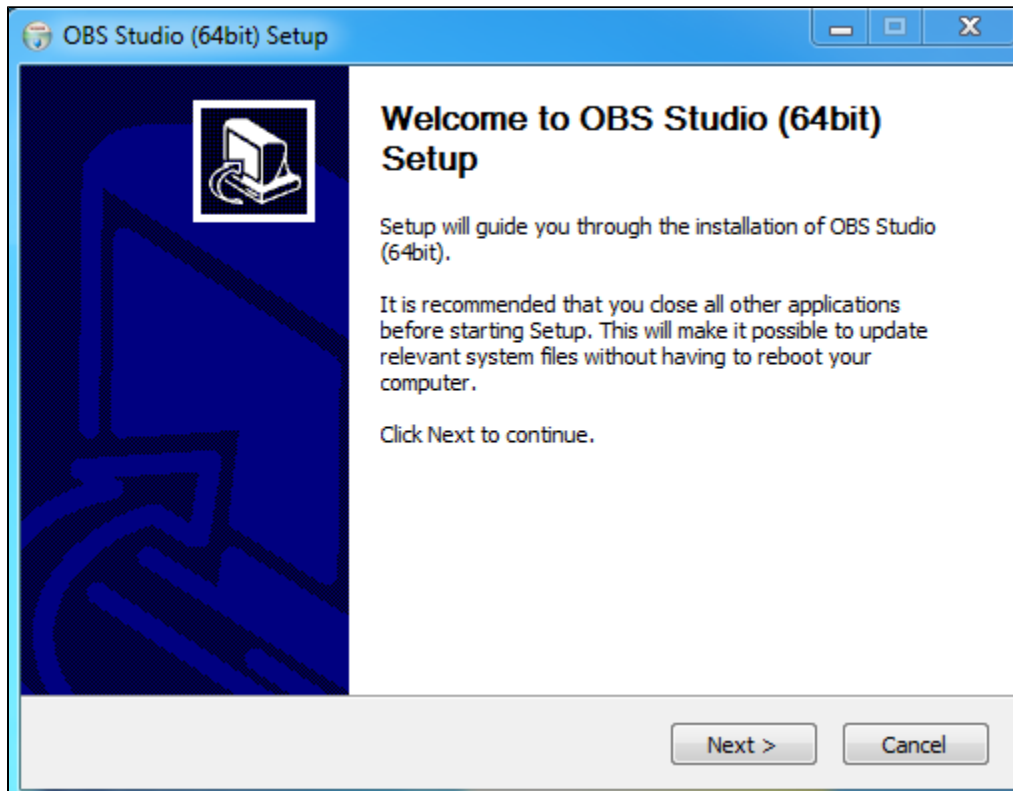 OBS Studio (64bit) Setup
Welcome to OBS Studio (64bit)
Setup
Setup will guide you through the installation of OBS Studio
(64bit).
It is recommended that you close all other applications
before starting Setup. This will make it possible to update
relevant system files without having to reboot your
computer.
Click Next to continue.
Next >
Cancel